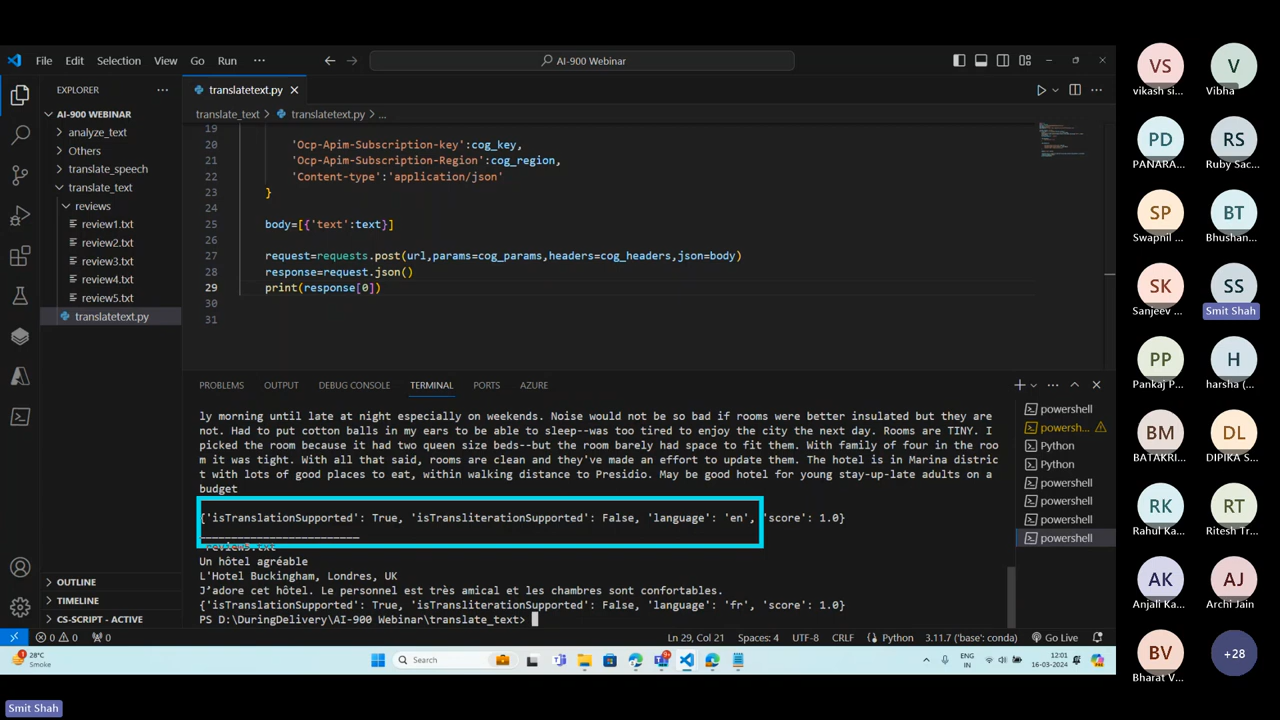 File Edit Selection View Go Run ··· AI-900 Webinar
EXPLORER
AI-900 WEBINAR
analyze_text
Others
translate_speech
translate_text
reviews
review1.txt
review2.txt
review3.txt
review4.txt
review5.txt
translatetext.py
OUTLINE
TIMELINE
CS-SCRIPT - ACTIVE
translatetext.py
translate_text > translatetext.py > ...
19
20 'Ocp-Apim-Subscription-key':cog_key,
21 'Ocp-Apim-Subscription-Region':cog_region,
22 'Content-type':'application/json'
23 }
24
25 body=[{'text':text}]
26
27 request=requests.post(url,params=cog_params,headers=cog_headers,json=body)
28 response=request.json()
29 print(response[0])
30
31
PROBLEMS OUTPUT DEBUG CONSOLE TERMINAL PORTS AZURE
ly morning until late at night especially on weekends. Noise would not be so bad if rooms were better insulated but they are
not. Had to put cotton balls in my ears to be able to sleep--was too tired to enjoy the city the next day. Rooms are TINY. I
picked the room because it had two queen size beds--but the room barely had space to fit them. With family of four in the roo
m it was tight. With all that said, rooms are clean and they've made an effort to update them. The hotel is in Marina distric
t with lots of good places to eat, within walking distance to Presidio. May be good hotel for young stay-up-late adults on a
budget
{'isTranslationSupported': True, 'isTransliterationSupported': False, 'language': 'en', 'score': 1.0}
__________________________
review5.txt
Un hôtel agréable
L'Hotel Buckingham, Londres, UK
J’adore cet hôtel. Le personnel est très amical et les chambres sont confortables.
{'isTranslationSupported': True, 'isTransliterationSupported': False, 'language': 'fr', 'score': 1.0}
PS D:\DuringDelivery\AI-900 Webinar\translate_text>
powershell
powersh...
Python
Python
powershell
powershell
powershell
powershell
0 0 0 Ln 29, Col 21 Spaces: 4 UTF-8 CRLF Python 3.11.7 ('base': conda) Go Live
28°C
Smoke
Search
ENG
IN
12:01
16-03-2024
VS
vikash si...
V
Vibha
PD
PANARA...
RS
Ruby Sac...
SP
Swapnil ...
BT
Bhushan...
SK
Sanjeev ...
SS
Smit Shah
PP
Pankaj P...
H
harsha (...
BM
BATAKRI...
DL
DIPIKA S...
RK
Rohit Kh...
RT
Ritesh Tr...
AK
Anjali Ka...
AJ
Archi Jain
BV
Bharat V...
+28
Smit Shah